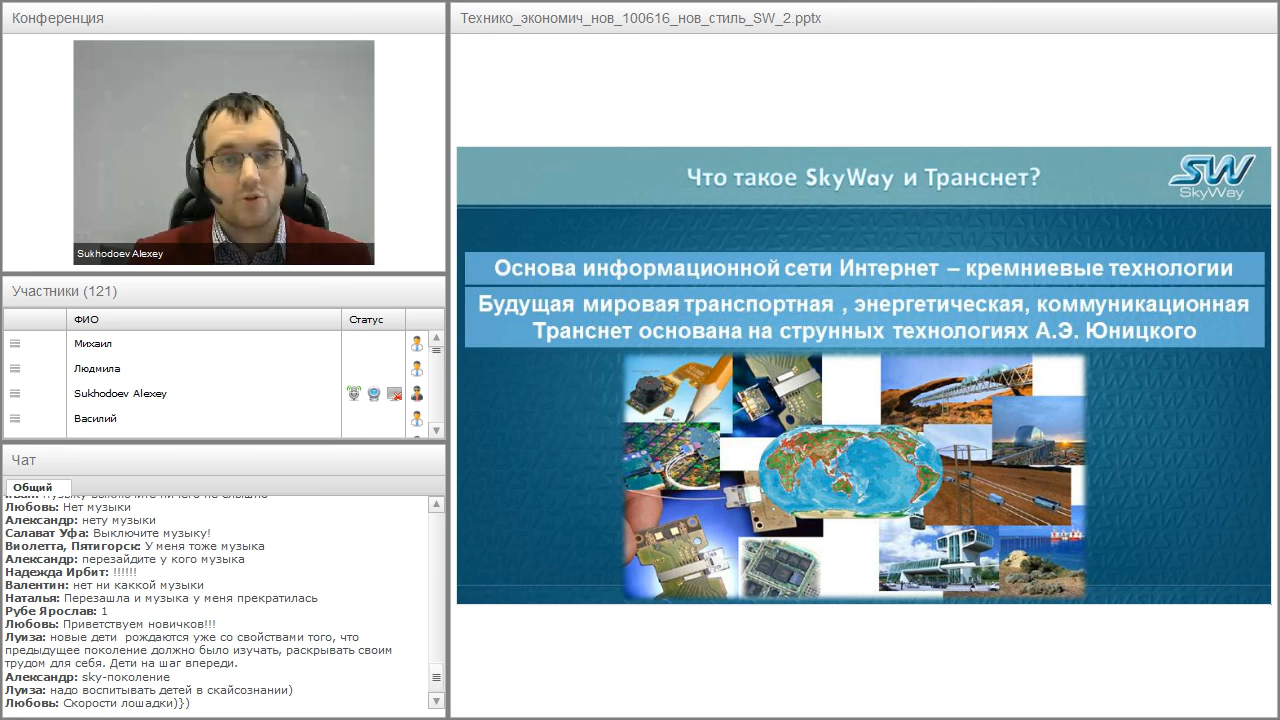 Конференция
Sukhodoev Alexey
Участники (121)
ФИО Статус
Михаил
Людмила
Sukhodoev Alexey
Василий
Чат
Общий
Любовь: Нет музыки
Александр: нету музыки
Салават Уфа: Выключите музыку!
Виолетта, Пятигорск: У меня тоже музыка
Александр: перезайдите у кого музыка
Надежда Ирбит: !!!!!!
Валентин: нет ни каккой музыки
Наталья: Перезашла и музыка у меня прекратилась
Рубе Ярослав: 1
Любовь: Приветствуем новичков!!!
Луиза: новые дети рождаются уже со свойствами того, что
предыдущее поколение должно было изучать, раскрывать своим
трудом для себя. Дети на шаг впереди.
Александр: sky-поколение
Луиза: надо воспитывать детей в скайсознании)
Любовь: Скорости лошадки)})
Технико_экономич_нов_100616_нов_стиль_SW_2.pptx
Что такое SkyWay и Транснет?
SW
SkyWay
Основа информационной сети Интернет – кремниевые технологии
Будущая мировая транспортная , энергетическая, коммуникационная
Транснет основана на струнных технологиях А.Э. Юницкого